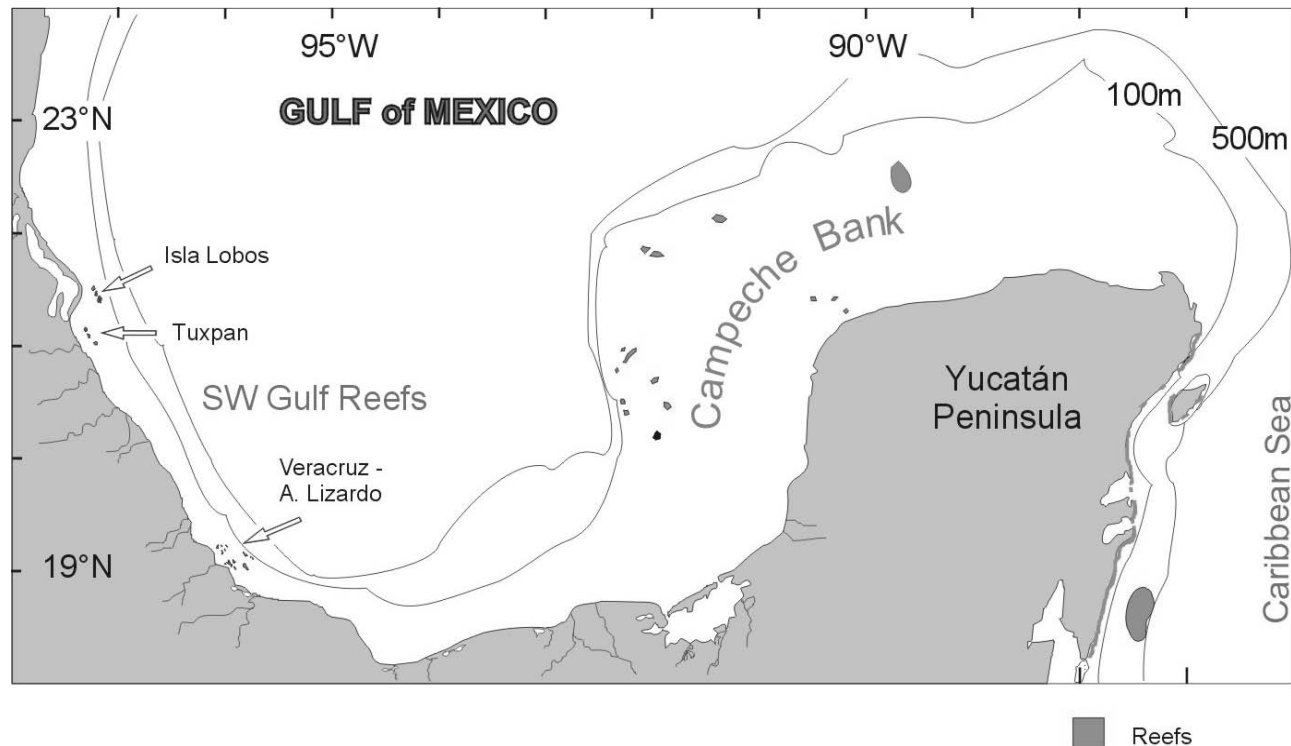 95°W
90°W
GULF of MEXICO
23°N
100m
500m
Isla Lobos
Tuxpan
SW Gulf Reefs
Campeche Bank
Yucatán
Peninsula
Veracruz -
A. Lizardo
19°N
Caribbean Sea
Reefs